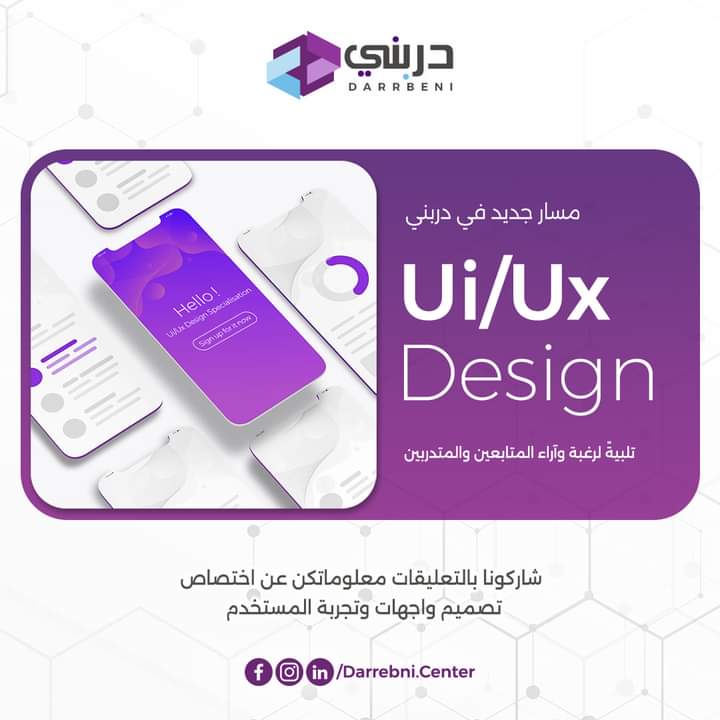 دربني
DARRBENI
مسار جديد في دربني
Ui/Ux
Design
تلبيةً لرغبة وآراء المتابعين والمتدربين
Hello !
Ui/Ux Design Specialisation
Sign up for it now
شاركونا بالتعليقات معلوماتكن عن اختصاص
تصميم واجهات وتجربة المستخدم
/Darrebni.Center